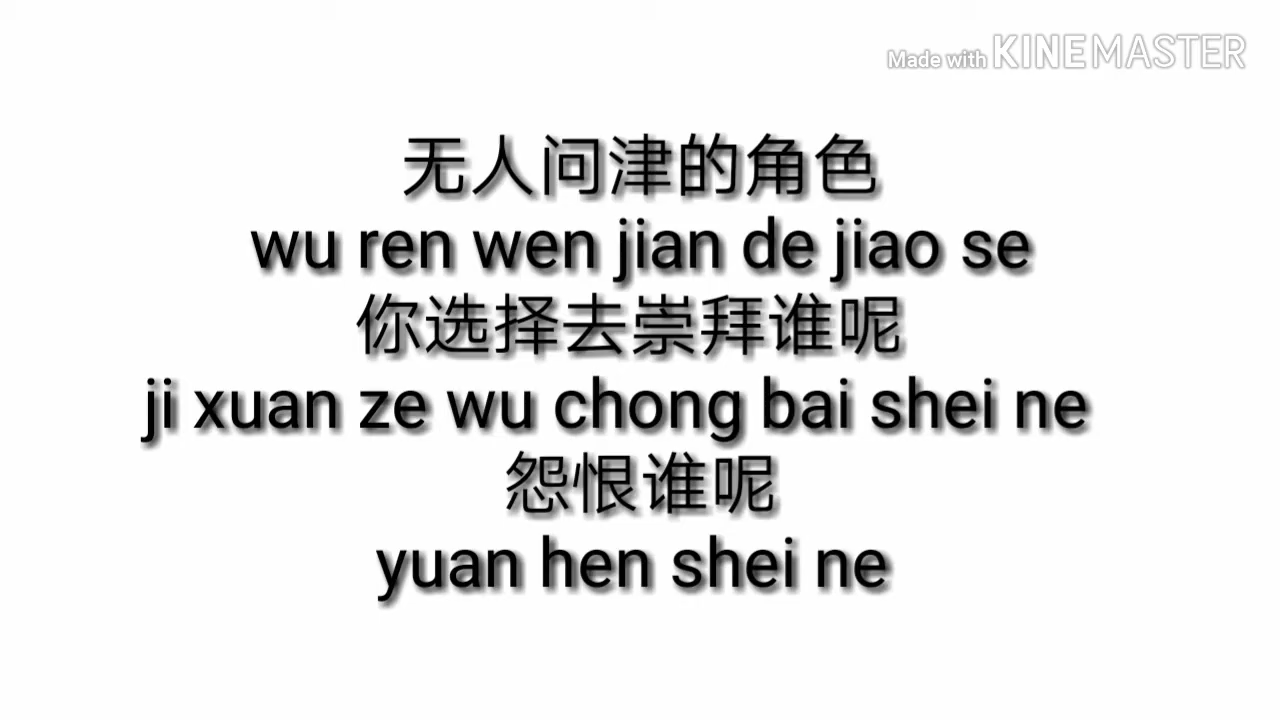 Made with KINEMASTER
无人问津的角色
wu ren wen jian de jiao se
你选择去崇拜谁呢
ji xuan ze wu chong bai shei ne
怨恨谁呢
yuan hen shei ne